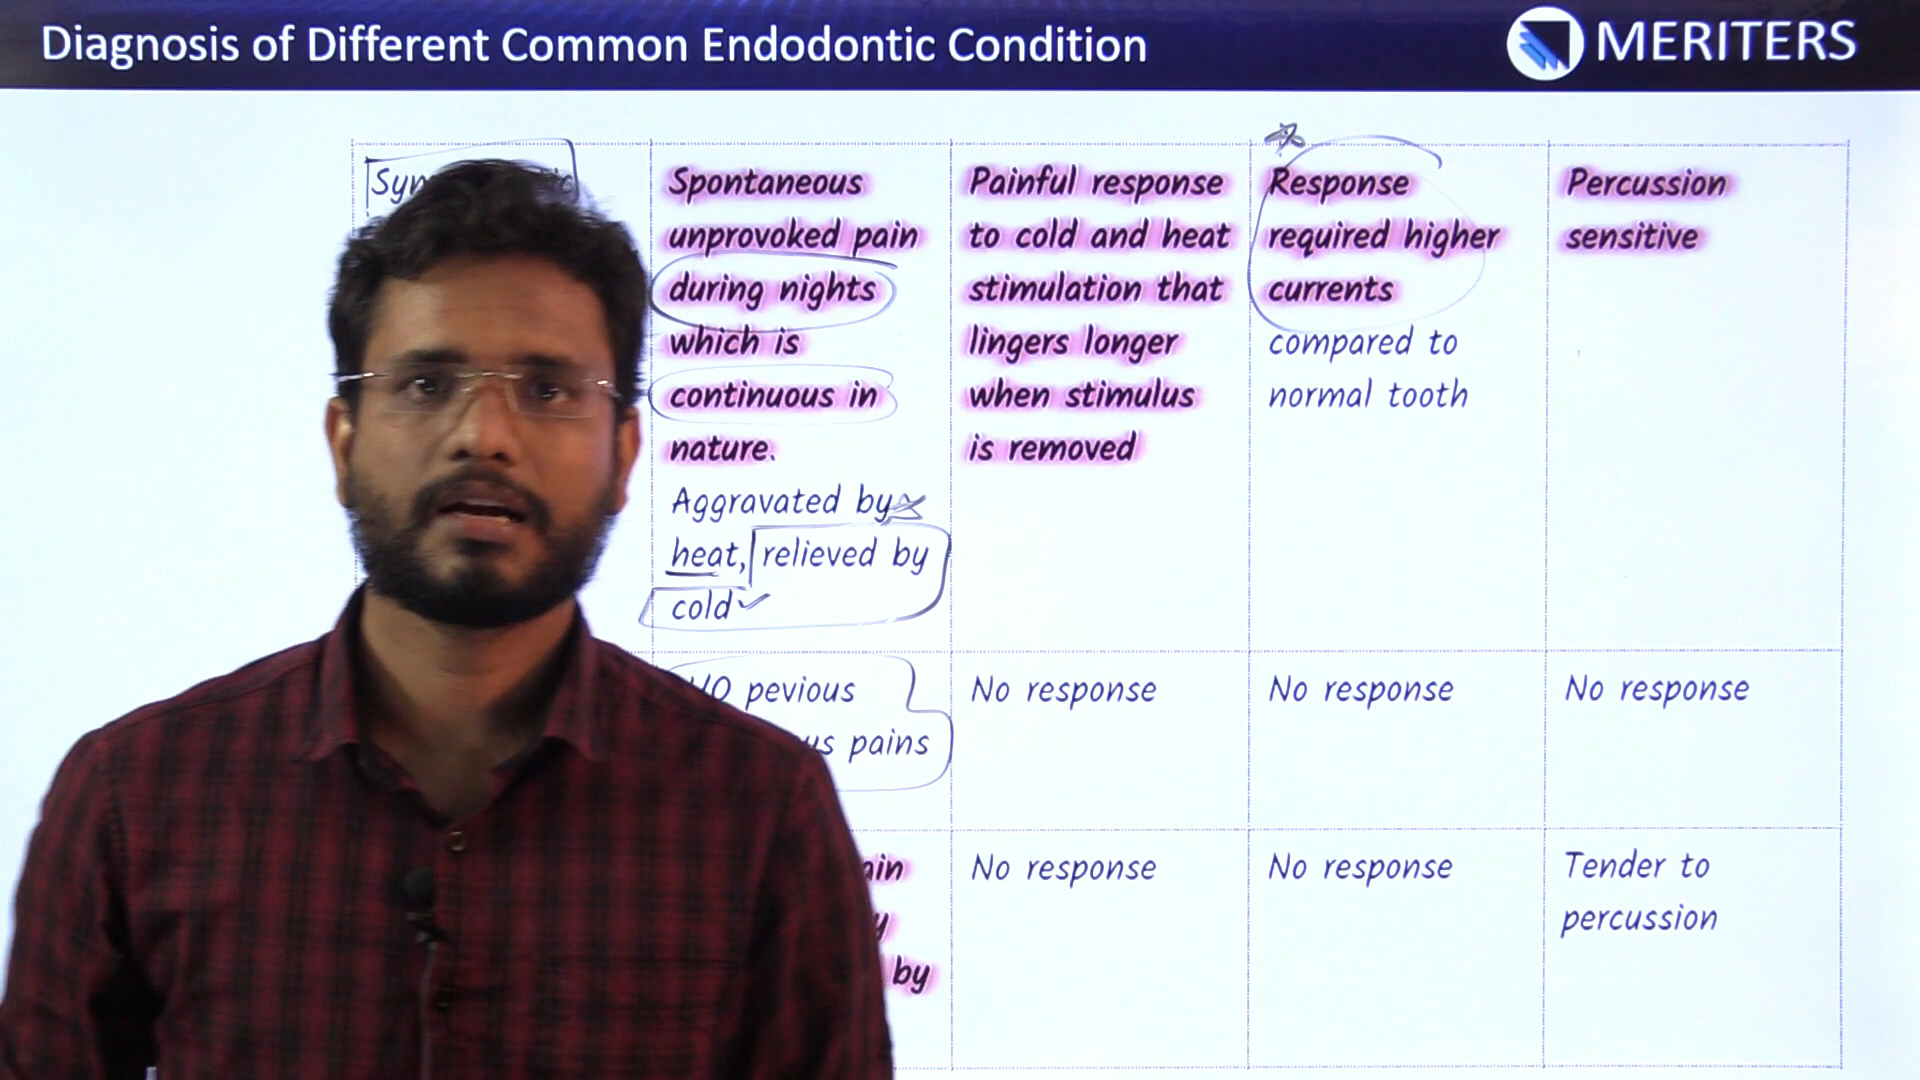 Diagnosis of Different Common Endodontic Condition
MERITERS
Spontaneous
unprovoked pain
during nights
which is
continuous in
nature.
Aggravated by
heat, relieved by
cold
Painful response
to cold and heat
stimulation that
lingers longer
when stimulus
is removed
Response
required higher
currents
compared to
normal tooth
Percussion
sensitive
pevious
pains
No response
No response
No response
by
No response
No response
Tender to
percussion